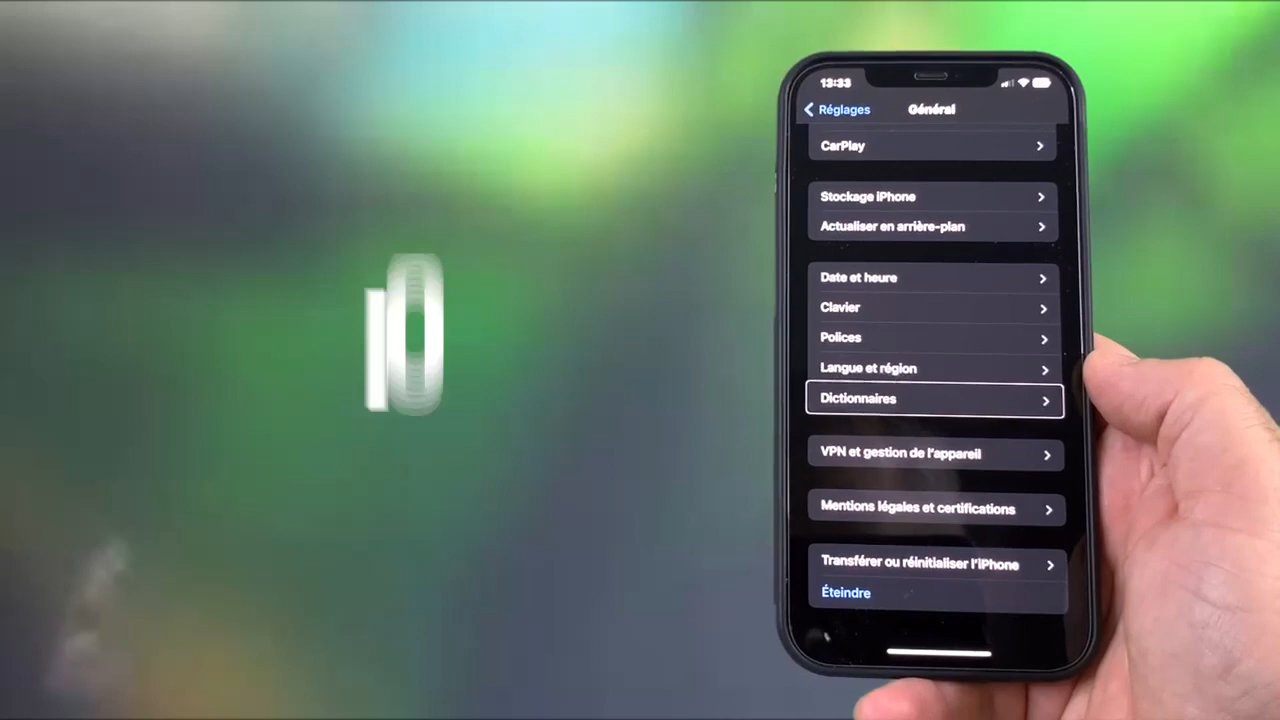 13:33
Réglages
Général
CarPlay
Stockage iPhone
Actualiser en arrière-plan
Date et heure
Clavier
Polices
Langue et région
Dictionnaires
VPN et gestion de l'appareil
Mentions légales et certifications
Transférer ou réinitialiser l'iPhone
Éteindre